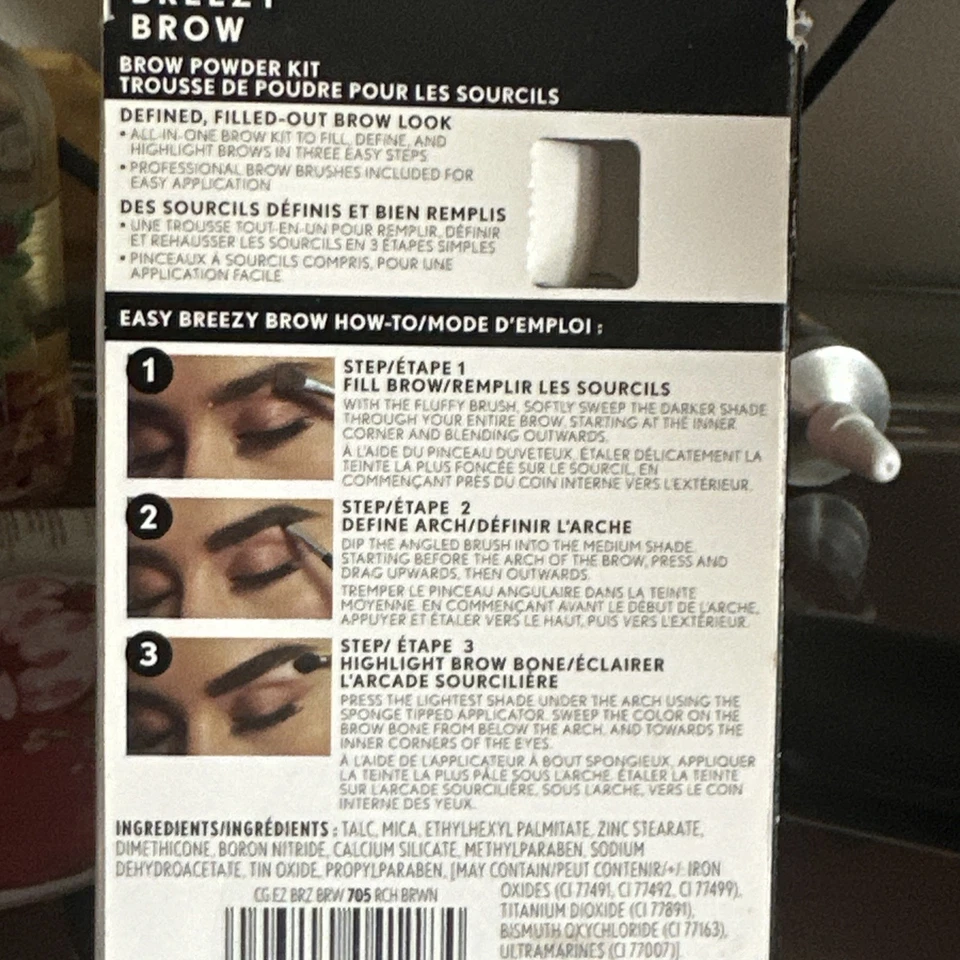 BREEZY
BROW
BROW POWDER KIT
TROUSSE DE POUDRE POUR LES SOURCILS
DEFINED, FILLED-OUT BROW LOOK
• ALL-IN-ONE BROW KIT TO FILL, DEFINE, AND
HIGHLIGHT BROWS IN THREE EASY STEPS
• PROFESSIONAL BROW BRUSHES INCLUDED FOR
EASY APPLICATION
DES SOURCILS DÉFINIS ET BIEN REMPLIS
• UNE TROUSSE TOUT-EN-UN POUR REMPLIR, DÉFINIR
ET REHAUSSER LES SOURCILS EN 3 ÉTAPES SIMPLES
• PINCEAUX À SOURCILS COMPRIS, POUR UNE
APPLICATION FACILE
EASY BREEZY BROW HOW-TO/MODE D'EMPLOI :
1
STEP/ÉTAPE 1
FILL BROW/REMPLIR LES SOURCILS
WITH THE FLUFFY BRUSH, SOFTLY SWEEP THE DARKER SHADE
THROUGH YOUR ENTIRE BROW, STARTING AT THE INNER
CORNER AND BLENDING OUTWARDS.
À L'AIDE DU PINCEAU DUVETEUX, ÉTALER DÉLICATEMENT LA
TEINTE LA PLUS FONCÉE SUR LE SOURCIL, EN
COMMENÇANT PRÈS DU COIN INTERNE VERS L'EXTÉRIEUR.
2
STEP/ÉTAPE 2
DEFINE ARCH/DÉFINIR L'ARCHE
DIP THE ANGLED BRUSH INTO THE MEDIUM SHADE.
STARTING BEFORE THE ARCH OF THE BROW, PRESS AND
DRAG UPWARDS, THEN OUTWARDS.
TREMPER LE PINCEAU ANGULAIRE DANS LA TEINTE
MOYENNE. EN COMMENÇANT AVANT LE DÉBUT DE L'ARCHE,
APPUYER ET ÉTALER VERS LE HAUT, PUIS VERS L'EXTÉRIEUR.
3
STEP/ ÉTAPE 3
HIGHLIGHT BROW BONE/ÉCLAIRER
L'ARCADE SOURCILIÈRE
PRESS THE LIGHTEST SHADE UNDER THE ARCH USING THE
SPONGE TIPPED APPLICATOR. SWEEP THE COLOR ON THE
BROW BONE FROM BELOW THE ARCH, AND TOWARDS THE
INNER CORNERS OF THE EYES.
À L'AIDE DE L'APPLICATEUR À BOUT SPONGIEUX, APPLIQUER
LA TEINTE LA PLUS PÂLE SOUS L'ARCHE. ÉTALER LA TEINTE
SUR L'ARCADE SOURCILIÈRE, SOUS L'ARCHE, VERS LE COIN
INTERNE DES YEUX.
INGREDIENTS/INGRÉDIENTS : TALC, MICA, ETHYLHEXYL PALMITATE, ZINC STEARATE,
DIMETHICONE, BORON NITRIDE, CALCIUM SILICATE, METHYLPARABEN, SODIUM
DEHYDROACETATE, TIN OXIDE, PROPYLPARABEN, [MAY CONTAIN/PEUT CONTENIR/+/- IRON
OXIDES (CI 77491, CI 77492, CI 77499),
TITANIUM DIOXIDE (CI 77891),
BISMUTH OXYCHLORIDE (CI 77163),
ULTRAMARINES (CI 77007)]
CG EZ BRZ BRW 705 RCH BRWN